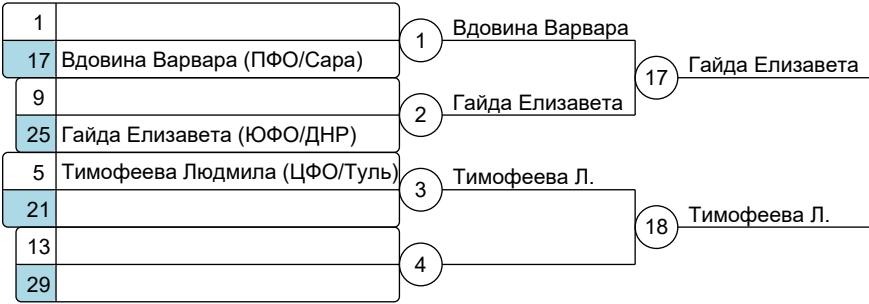 1
Вдовина Варвара
17 Вдовина Варвара (ПФО/Сара)
1
17 Гайда Елизавета
9
Гайда Елизавета
2
25 Гайда Елизавета (ЮФО/ДНР)
5 Тимофеева Людмила (ЦФО/Туль)
3 Тимофеева Л.
21
18 Тимофеева Л.
13
4
29